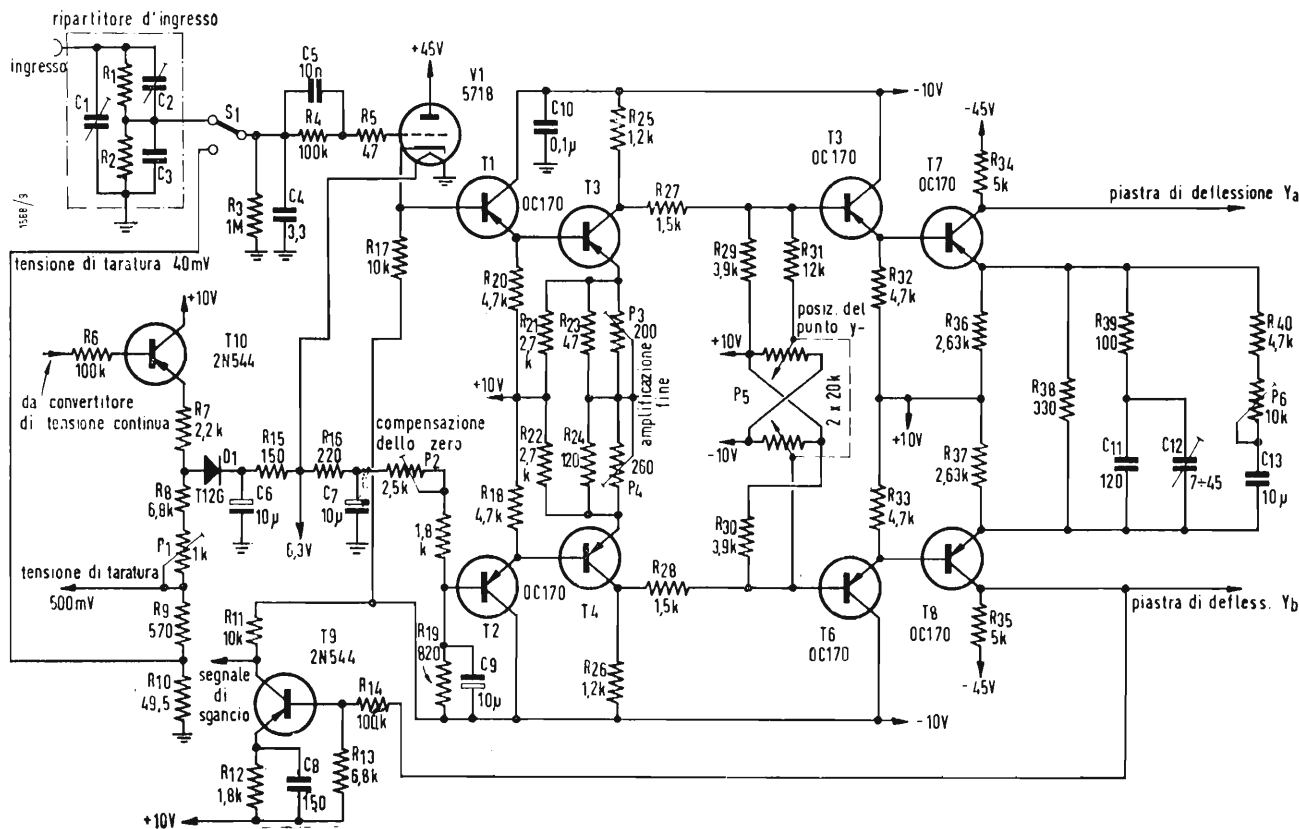 ripartitore d'ingresso
ingresso
R1
C1
C2
R2
C3
S1
C5
10n
R4
100k
R5
47
+45V
V1
5718
R3
1M
C4
3,3
1568/3
tensione di taratura 40mV
C10
0,1µ
R25
1,2k
-10V
T1
OC170
T3
R27
1,5k
T3
OC170
T7
OC170
-45V
R34
5k
piastra di deflessione Ya
R17
10k
R20
4,7k
R21
2,7
k
R23
47
P3
200
R29
3,9k
R31
12k
R32
4,7k
posiz. del
punto y-
R36
2,63k
R39
100
R40
4,7k
+10V
R6
100k
T10
2N544
da convertitore
di tensione continua
R7
2,2k
+10V
amplificazione
fine
+10V
P5
2 x 20k
-10V
+10V
R38
330
P6
10k
compensazione
dello zero
D1
T12G
R15
150
R16
220
P2
2,5k
R22
2,7
k
R24
120
260
P4
R37
2,63k
C11
120
C12
7÷45
C13
10µ
R8
6,8k
C6
10µ
C7
10µ
R18
4,7k
R30
3,9k
R33
4,7k
P1
1k
6,3V
1,8
k
tensione di taratura
500mV
R9
570
R11
10k
T9
2N544
OC170
T2
T4
R28
1,5k
T6
OC170
T8
OC170
R35
5k
piastra di defless. Yb
R19
820
C9
10µ
R26
1,2k
-45V
segnale
di
sgancio
R10
49,5
R14
100k
-10V
R12
1,8k
C8
150
R13
6,8k
+10V